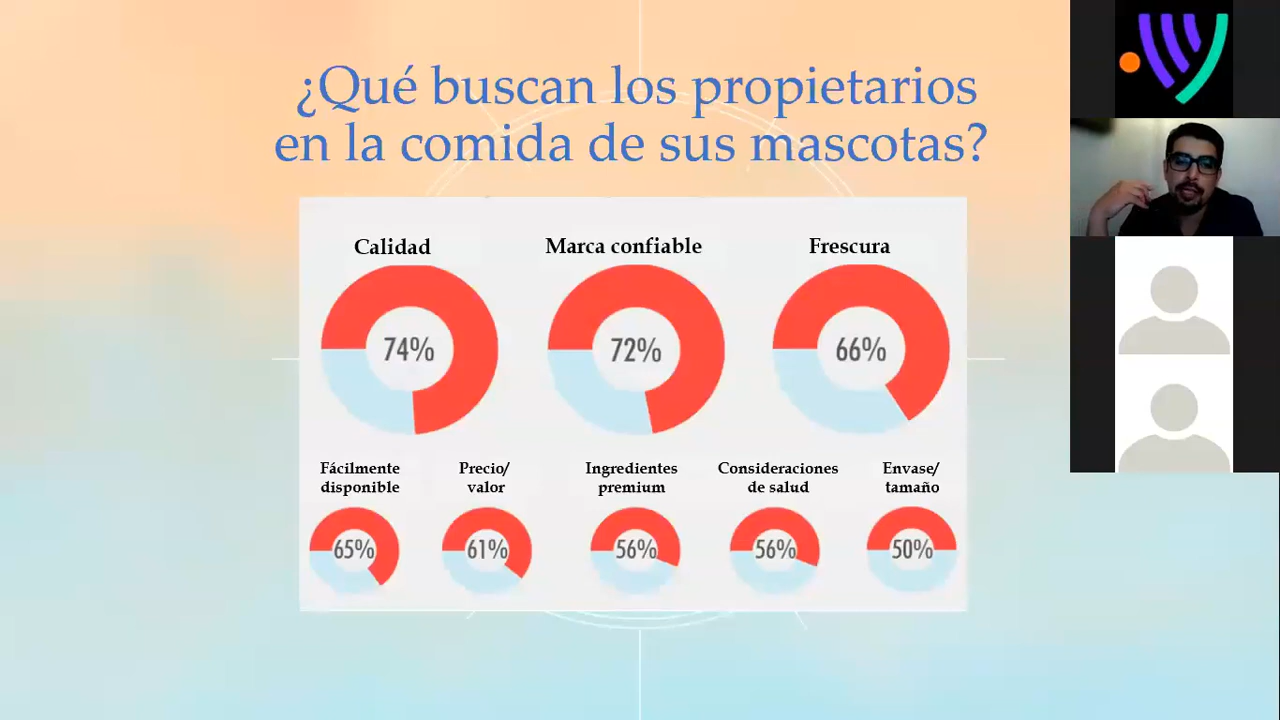 ¿Qué buscan los propietarios
en la comida de sus mascotas?
Calidad
Marca confiable
Frescura
74%
72%
66%
Fácilmente
disponible
Precio/
valor
Ingredientes
premium
Consideraciones
de salud
Envase/
tamaño
65%
61%
56%
56%
50%